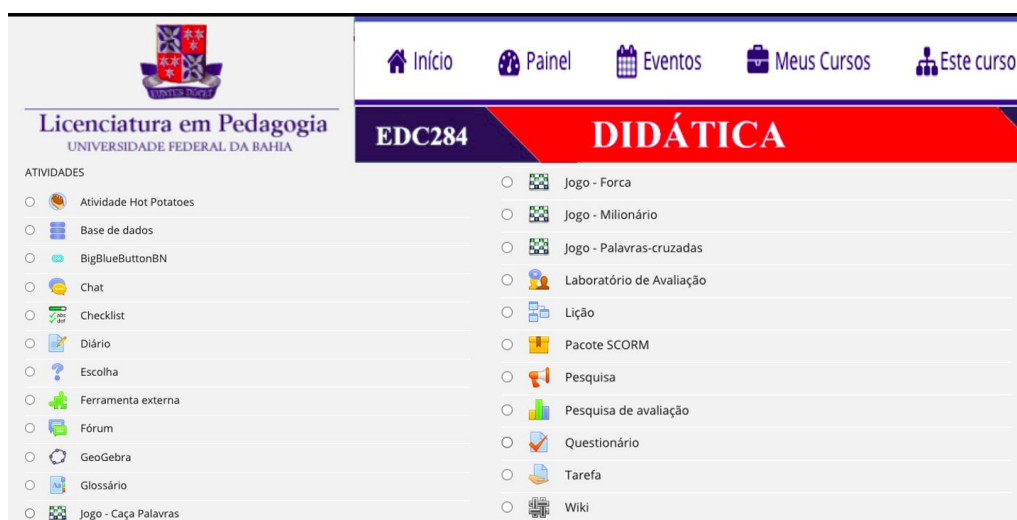 Início
Painel
Eventos
Meus Cursos
Este curso
Licenciatura em Pedagogia
UNIVERSIDADE FEDERAL DA BAHIA
EDC284
DIDÁTICA
ATIVIDADES
Atividade Hot Potatoes
Base de dados
BigBlueButtonBN
Chat
Checklist
Diário
Escolha
Ferramenta externa
Fórum
GeoGebra
Glossário
Jogo - Caça Palavras
Jogo - Forca
Jogo - Milionário
Jogo - Palavras-cruzadas
Laboratório de Avaliação
Lição
Pacote SCORM
Pesquisa
Pesquisa de avaliação
Questionário
Tarefa
Wiki